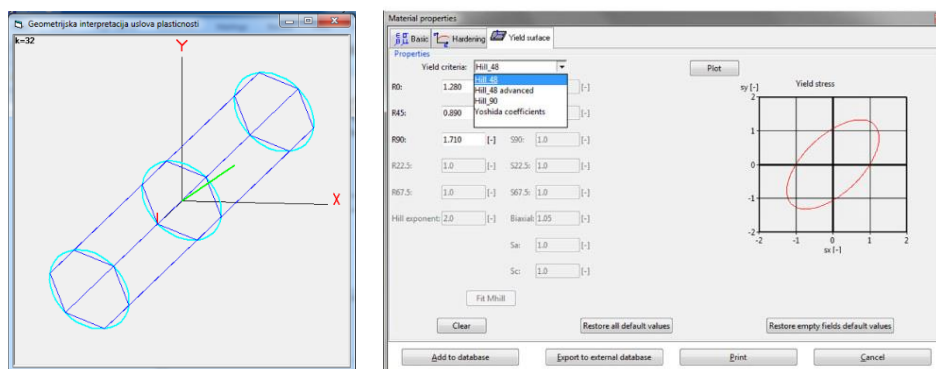 Geometrijska interpretacija uslova plasticnosti
k=32
Y
X
Material properties
Basic
Hardening
Yield surface
Properties
Yield criteria: Hill_48
Hill_48
Hill_48 advanced
Hill_90
Yoshida coefficients
R0: 1.280 [-]
R45: 0.890 [-]
R90: 1.710 [-] S90: 1.0 [-]
R22.5: 1.0 [-] S22.5: 1.0 [-]
R67.5: 1.0 [-] S67.5: 1.0 [-]
Hill exponent: 2.0 [-] Biaxial: 1.05 [-]
Sa: 1.0 [-]
Sc: 1.0 [-]
Fit Mhill
Clear
Restore all default values
Restore empty fields default values
Plot
sy [-]
Yield stress
2
1
0
-1
-2
-2 -1 0 1 2
sx [-]
Add to database
Export to external database
Print
Cancel